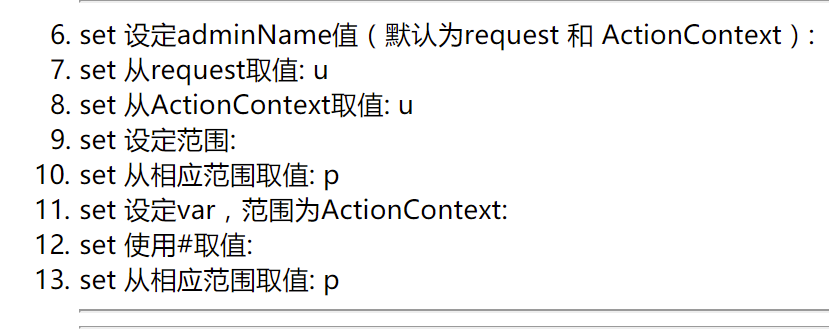 6. set 设定adminName值（默认为request 和 ActionContext）:
7. set 从request取值: u
8. set 从ActionContext取值: u
9. set 设定范围:
10. set 从相应范围取值: p
11. set 设定var，范围为ActionContext:
12. set 使用#取值:
13. set 从相应范围取值: p